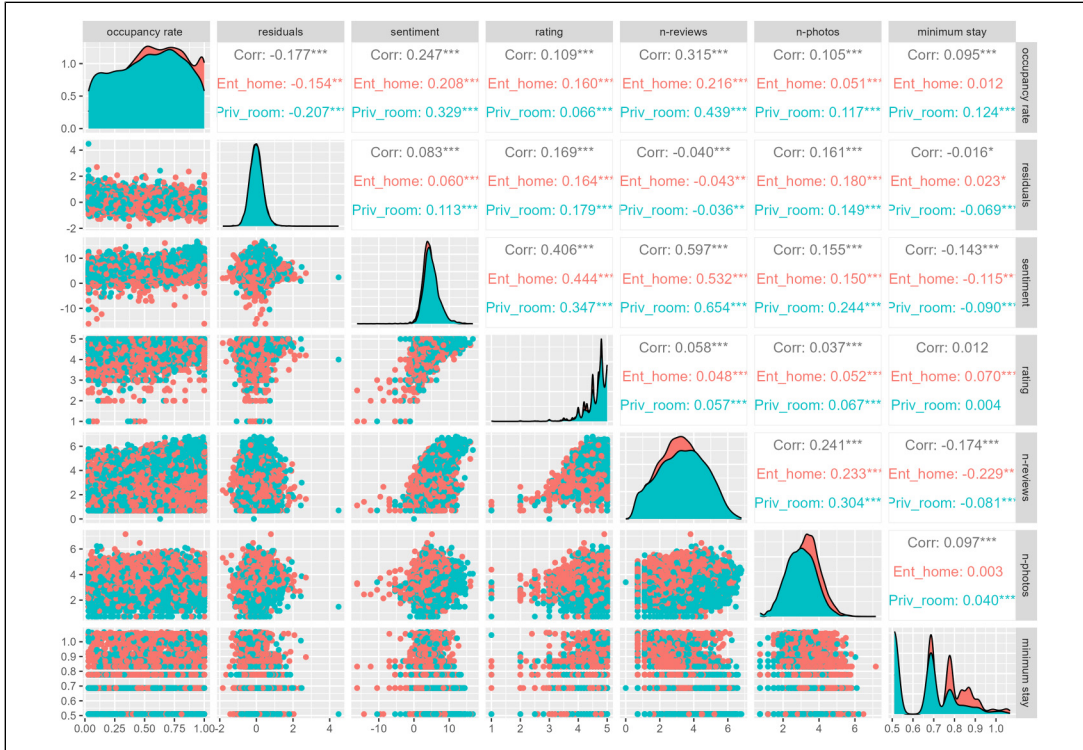 occupancy rate residuals sentiment rating n-reviews n-photos minimum stay
1.0
0.5
0.0
Corr: -0.177*** Corr: 0.247*** Corr: 0.109*** Corr: 0.315*** Corr: 0.105*** Corr: 0.095***
Ent_home: -0.154** Ent_home: 0.208*** Ent_home: 0.160*** Ent_home: 0.216*** Ent_home: 0.051*** Ent_home: 0.012
Priv_room: -0.207*** Priv_room: 0.329*** Priv_room: 0.066*** Priv_room: 0.439*** Priv_room: 0.117*** Priv_room: 0.124***
occupancy rate
4
2
0
-2
Corr: 0.083*** Corr: 0.169*** Corr: -0.040*** Corr: 0.161*** Corr: -0.016*
Ent_home: 0.060*** Ent_home: 0.164*** Ent_home: -0.043** Ent_home: 0.180*** Ent_home: 0.023*
Priv_room: 0.113*** Priv_room: 0.179*** Priv_room: -0.036** Priv_room: 0.149*** Priv_room: -0.069***
residuals
10
0
-10
Corr: 0.406*** Corr: 0.597*** Corr: 0.155*** Corr: -0.143***
Ent_home: 0.444*** Ent_home: 0.532*** Ent_home: 0.150*** Ent_home: -0.115**
Priv_room: 0.347*** Priv_room: 0.654*** Priv_room: 0.244*** Priv_room: -0.090***
sentiment
5
4
3
2
1
Corr: 0.058*** Corr: 0.037*** Corr: 0.012
Ent_home: 0.048*** Ent_home: 0.052*** Ent_home: 0.070***
Priv_room: 0.057*** Priv_room: 0.067*** Priv_room: 0.004
rating
6
4
2
0
Corr: 0.241*** Corr: -0.174***
Ent_home: 0.233*** Ent_home: -0.229**
Priv_room: 0.304*** Priv_room: -0.081***
n-reviews
6
4
2
Corr: 0.097***
Ent_home: 0.003
Priv_room: 0.040***
n-photos
1.0
0.9
0.8
0.7
0.6
0.5
minimum stay
0.00 0.25 0.50 0.75 1.00 -2 0 2 4 -10 0 10 1 2 3 4 5 0 2 4 6 2 4 6 0.5 0.6 0.7 0.8 0.9 1.0